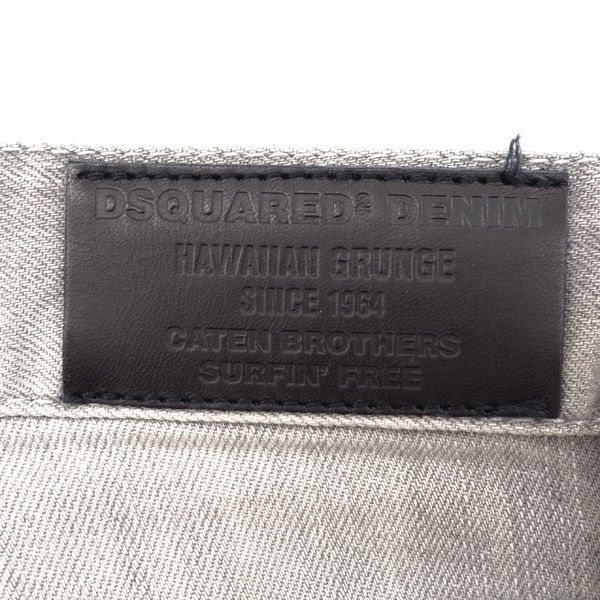 DSQUARED² DENIM
HAWAIIAN GRUNGE
SINCE 1964
CATEN BROTHERS
SURFIN' FREE